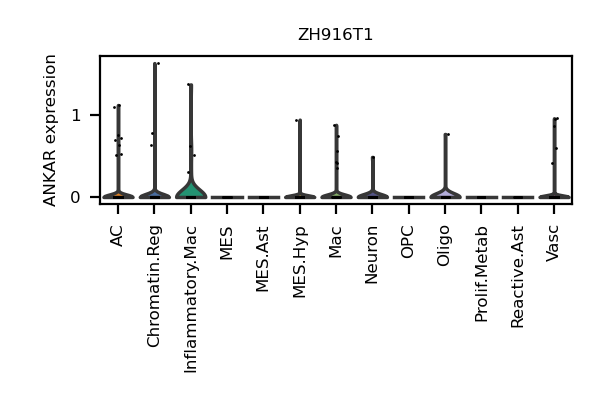 ZH916T1
ANKAR expression
1
0
AC
Chromatin.Reg
Inflammatory.Mac
MES
MES.Ast
MES.Hyp
Mac
Neuron
OPC
Oligo
Prolif.Metab
Reactive.Ast
Vasc